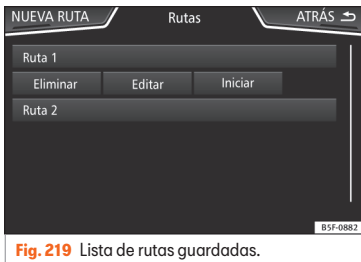 NUEVA RUTA Rutas ATRÁS
Ruta 1
Eliminar Editar Iniciar
Ruta 2
B5F-0882
Fig. 219 Lista de rutas guardadas.